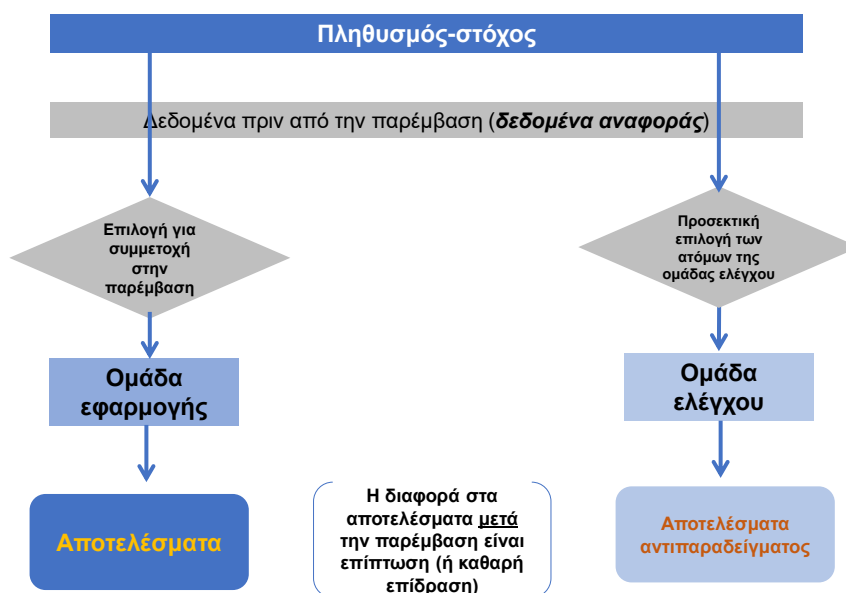 Πληθυσμός-στόχος
Δεδομένα πριν από την παρέμβαση (δεδομένα αναφοράς)
Επιλογή για
συμμετοχή
στην
παρέμβαση
Προσεκτική
επιλογή των
ατόμων της
ομάδας ελέγχου
Ομάδα
εφαρμογής
Ομάδα
ελέγχου
Αποτελέσματα
Η διαφορά στα
αποτελέσματα μετά
την παρέμβαση είναι
επίπτωση (ή καθαρή
επίδραση)
Αποτελέσματα
αντιπαραδείγματος